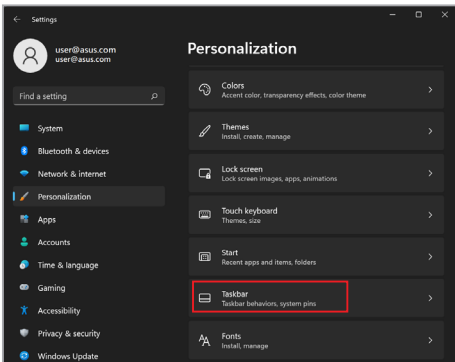 Settings
user@asus.com
user@asus.com
Find a setting
System
Bluetooth & devices
Network & internet
Personalization
Apps
Accounts
Time & language
Gaming
Accessibility
Privacy & security
Windows Update
Personalization
Colors
Accent color, transparency effects, color theme
Themes
Install, create, manage
Lock screen
Lock screen images, apps, animations
Touch keyboard
Themes, size
Start
Recent apps and items, folders
Taskbar
Taskbar behaviors, system pins
Fonts
Install, manage